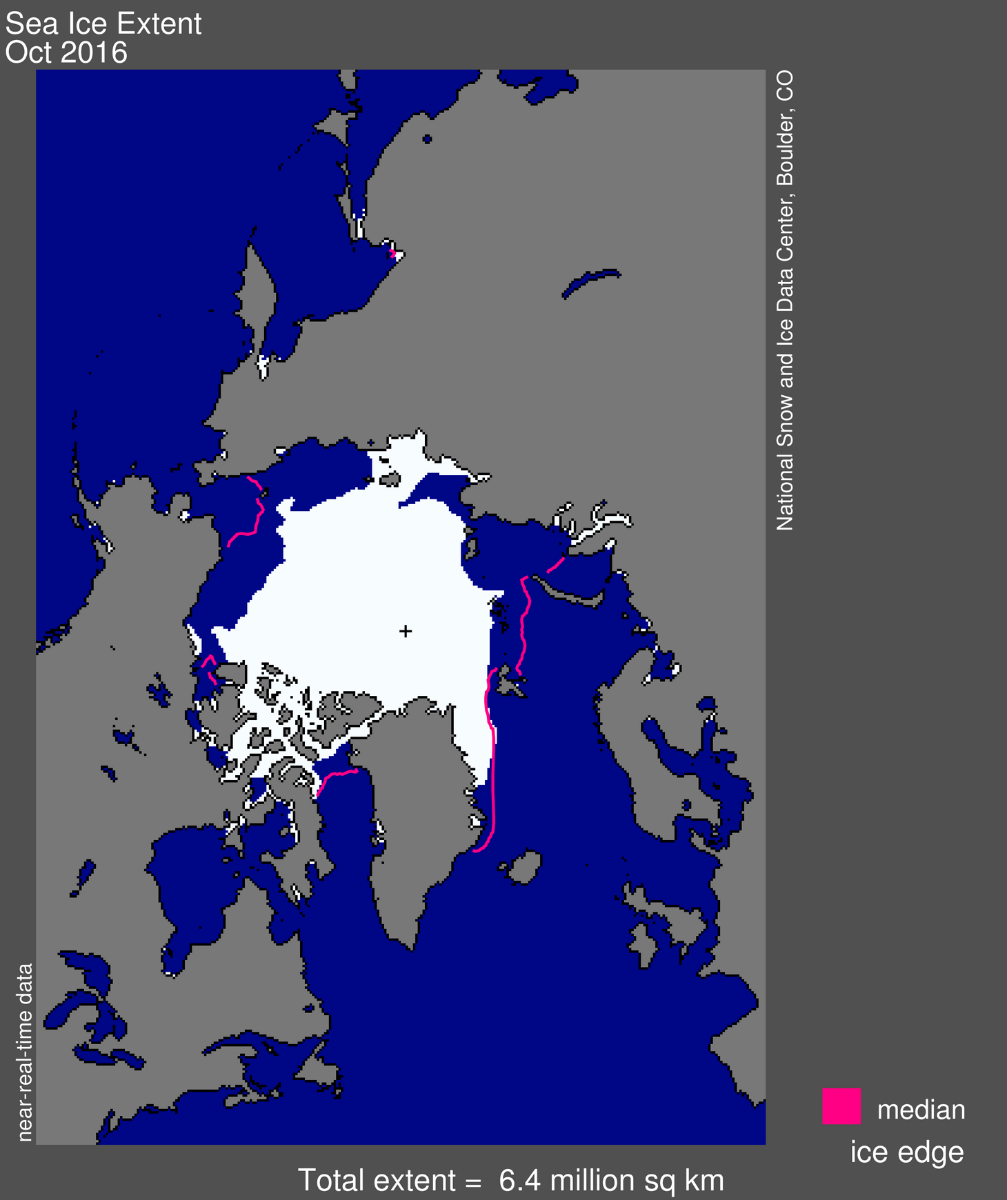 Sea Ice Extent
Oct 2016
National Snow and Ice Data Center, Boulder, CO
near-real-time data
median
ice edge
Total extent = 6.4 million sq km